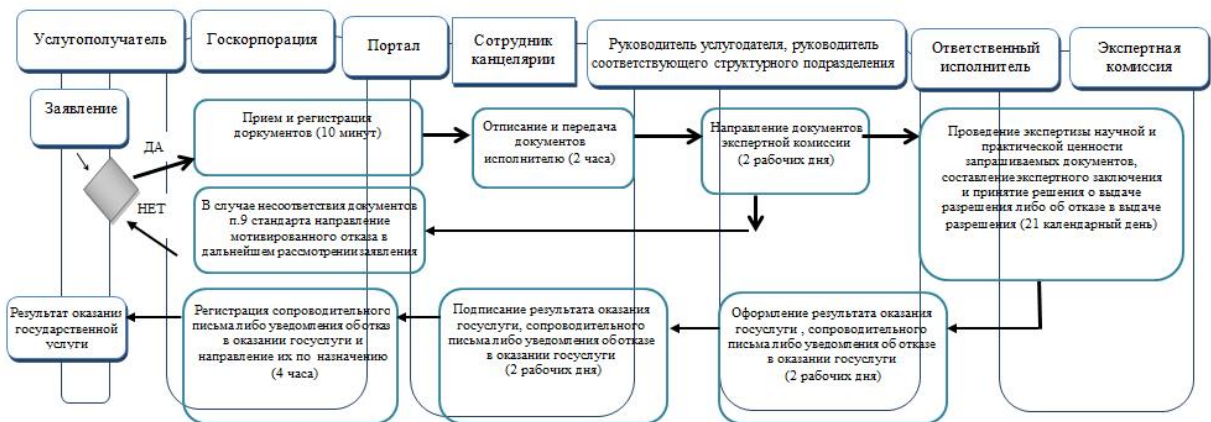 Услугополучатель
Госкорпорация
Портал
Сотрудник
канцелярии
Руководитель услугодателя, руководитель
соответствующего структурного подразделения
Ответственный
исполнитель
Экспертная
комиссия
Заявление
ДА
НЕТ
Прием и регистрация
доркументов (10 минут)
Отписание и передача
документов
исполнителю (2 часа)
Направление документов
экспертной комиссии
(2 рабочих дня)
Проведение экспертизы научной и
практической ценности
запрашиваемых документов,
составление экспертного заключения
и принятие решения о выдаче
разрешения либо об отказе в выдаче
разрешения (21 календарный день)
В случае несоответствия документов
п.9 стандарта направление
мотивированного отказа в
дальнейшем рассмотрении заявления
Результат оказания
государственной
услуги
Регистрация сопроводительного
письма либо уведомления об отказ
в оказании госуслуги и
направление их по назначению
(4 часа)
Подписание результата оказания
госуслуги, сопроводительного
письма либо уведомления об отказе
в оказании госуслуги
(2 рабочих дня)
Оформление результата оказания
госуслуги , сопроводительного
письма либо уведомления об отказе
в оказании госуслуги
(2 рабочих дня)